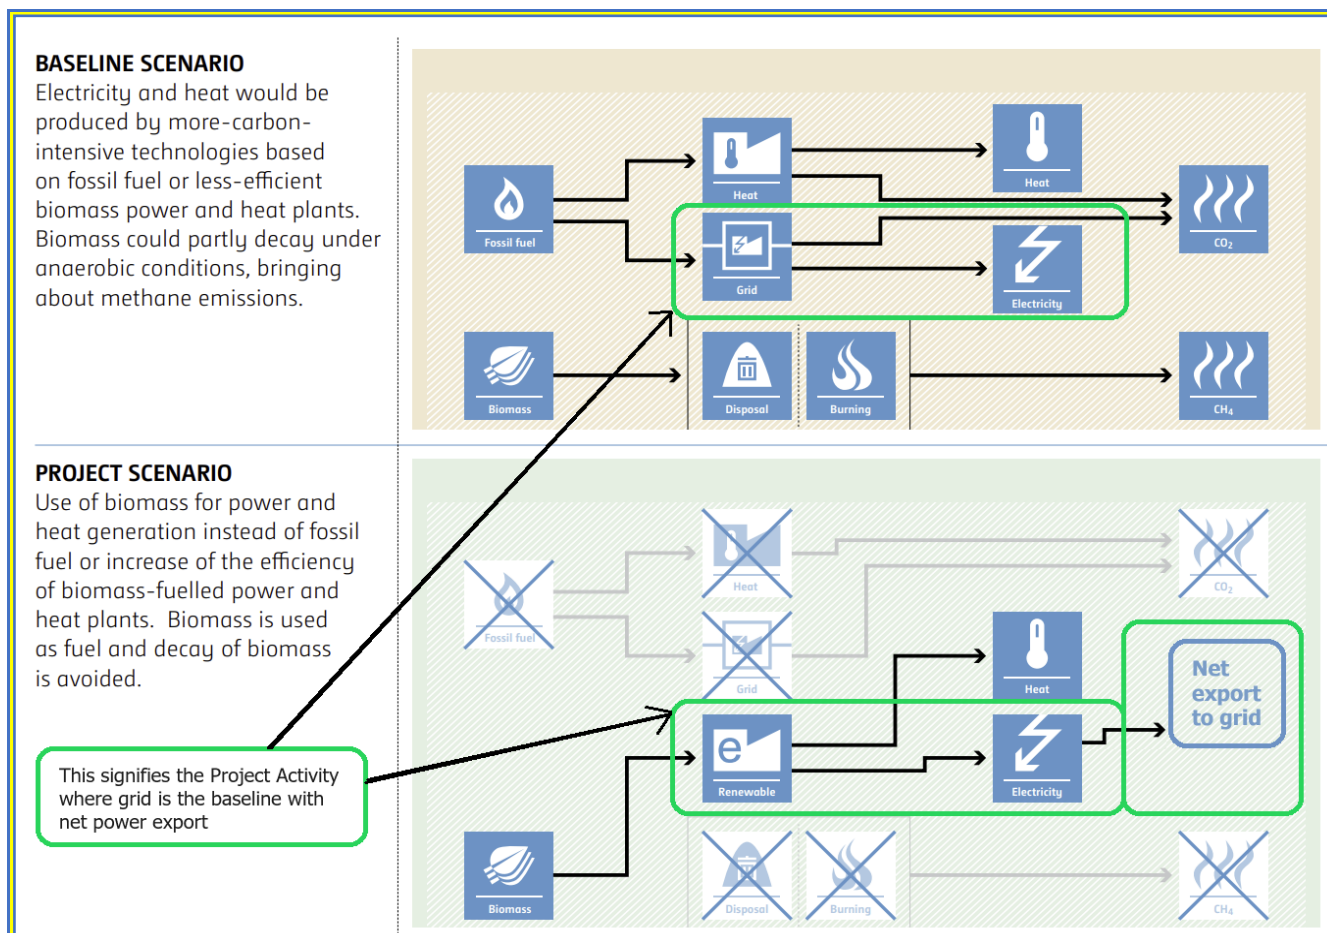 BASELINE SCENARIO
Electricity and heat would be
produced by more-carbon-
intensive technologies based
on fossil fuel or less-efficient
biomass power and heat plants.
Biomass could partly decay under
anaerobic conditions, bringing
about methane emissions.
Fossil fuel
Heat
Heat
Grid
Electricity
CO₂
Biomass
Disposal
Burning
CH₄
PROJECT SCENARIO
Use of biomass for power and
heat generation instead of fossil
fuel or increase of the efficiency
of biomass-fuelled power and
heat plants. Biomass is used
as fuel and decay of biomass
is avoided.
This signifies the Project Activity
where grid is the baseline with
net power export
Fossil fuel
Heat
CO₂
Grid
Heat
Net
export
to grid
e
Renewable
Electricity
Biomass
Disposal
Burning
CH₄